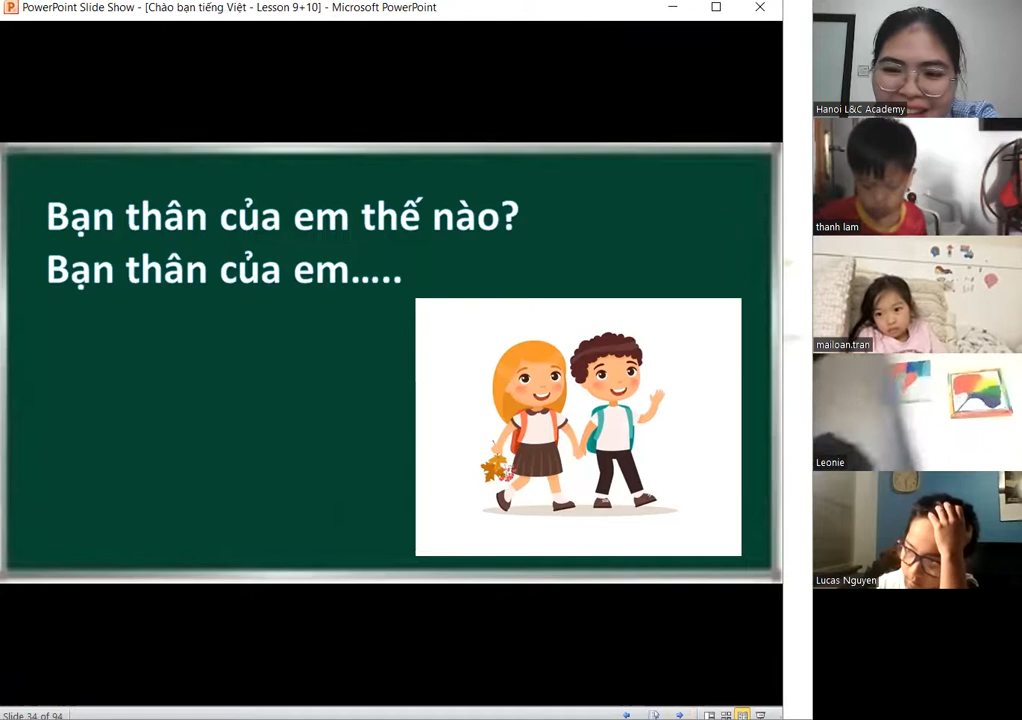 PowerPoint Slide Show - [Chào bạn tiếng Việt - Lesson 9+10] - Microsoft PowerPoint
Bạn thân của em thế nào?
Bạn thân của em.....
Hanoi L&C Academy
thanh lam
mailoan.tran
Leonie
Lucas Nguyen
Slide 34 of 94